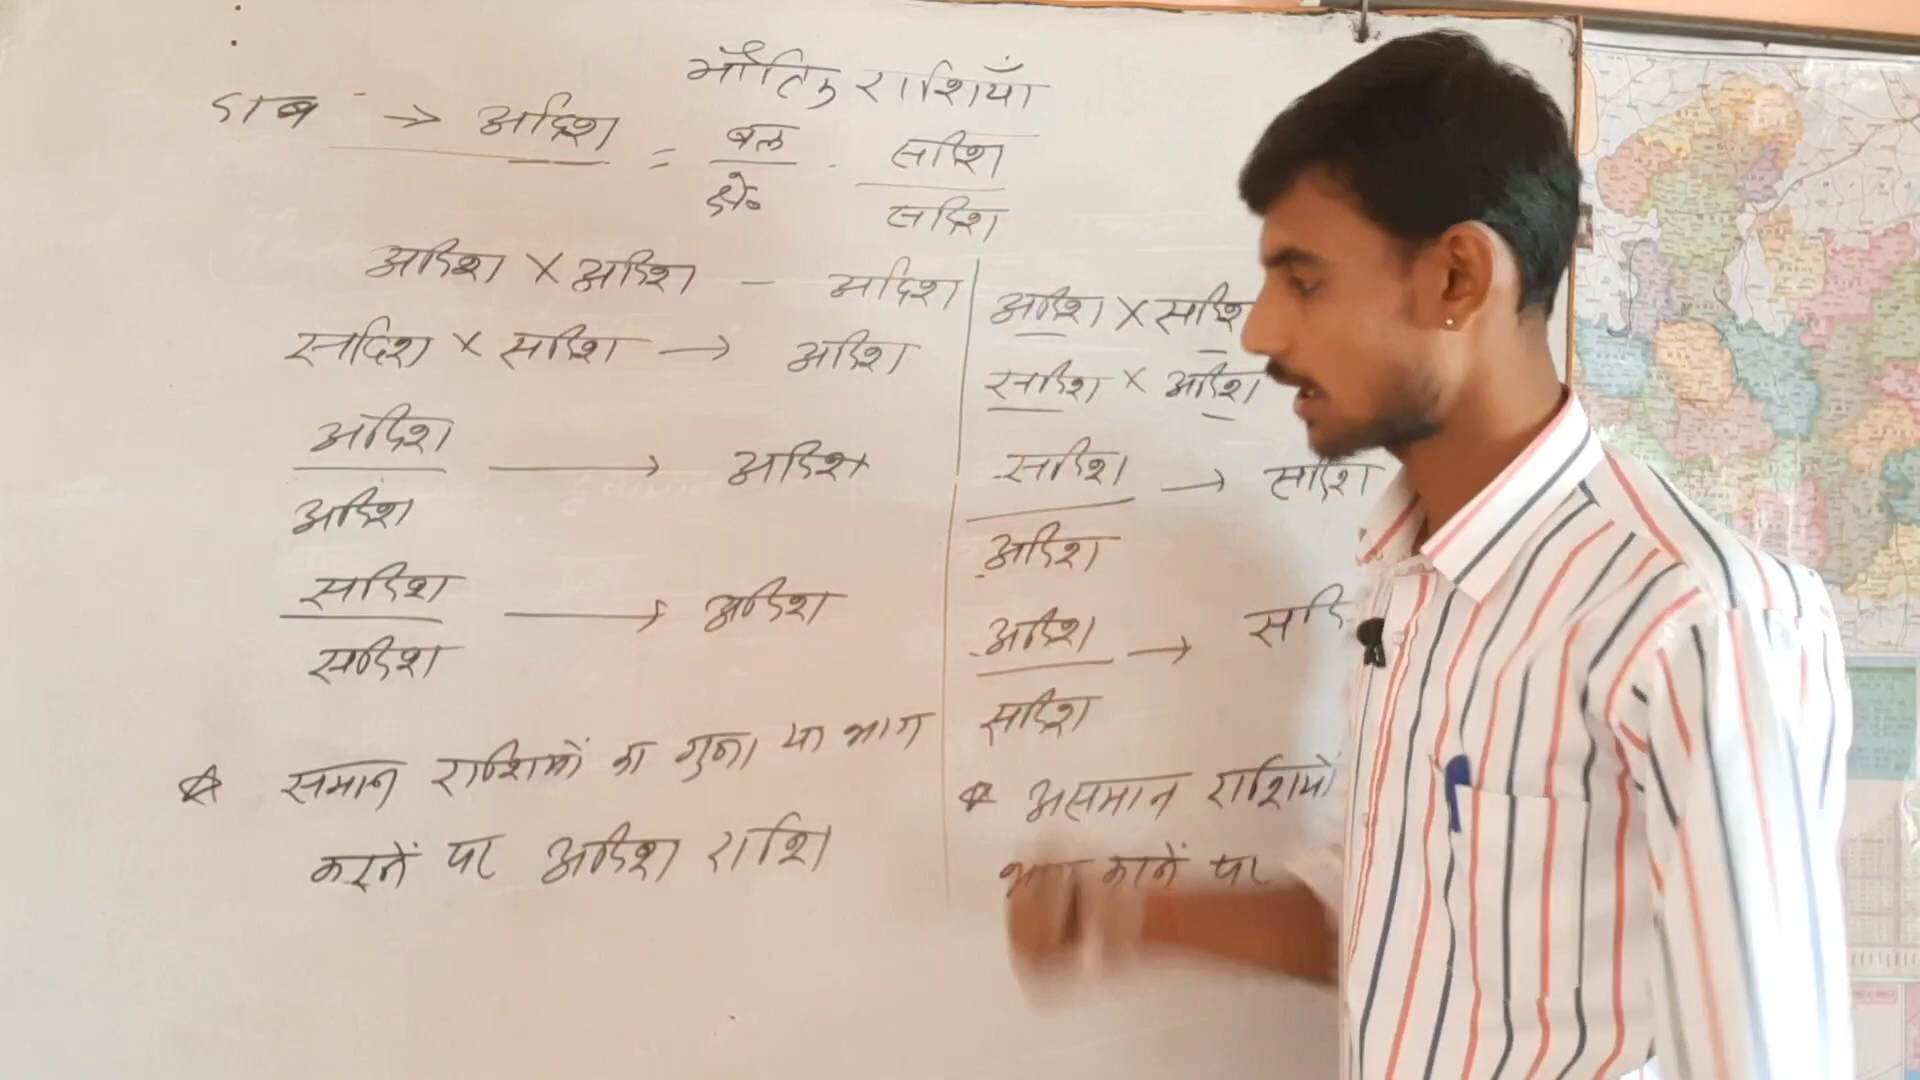 भौतिक राशियाँ
दाब → अदिश = बल / क्षे० . सदिश / सदिश
अदिश × अदिश - अदिश
सदिश × सदिश → अदिश
अदिश / अदिश → अदिश
सदिश / सदिश → अदिश
* समान राशियों का गुणा या भाग
करनें पर अदिश राशि
अदिश × सदिश
सदिश × अदिश
सदिश / अदिश → सदिश
अदिश / सदिश → सदि
* असमान राशियों
भाग करनें पर